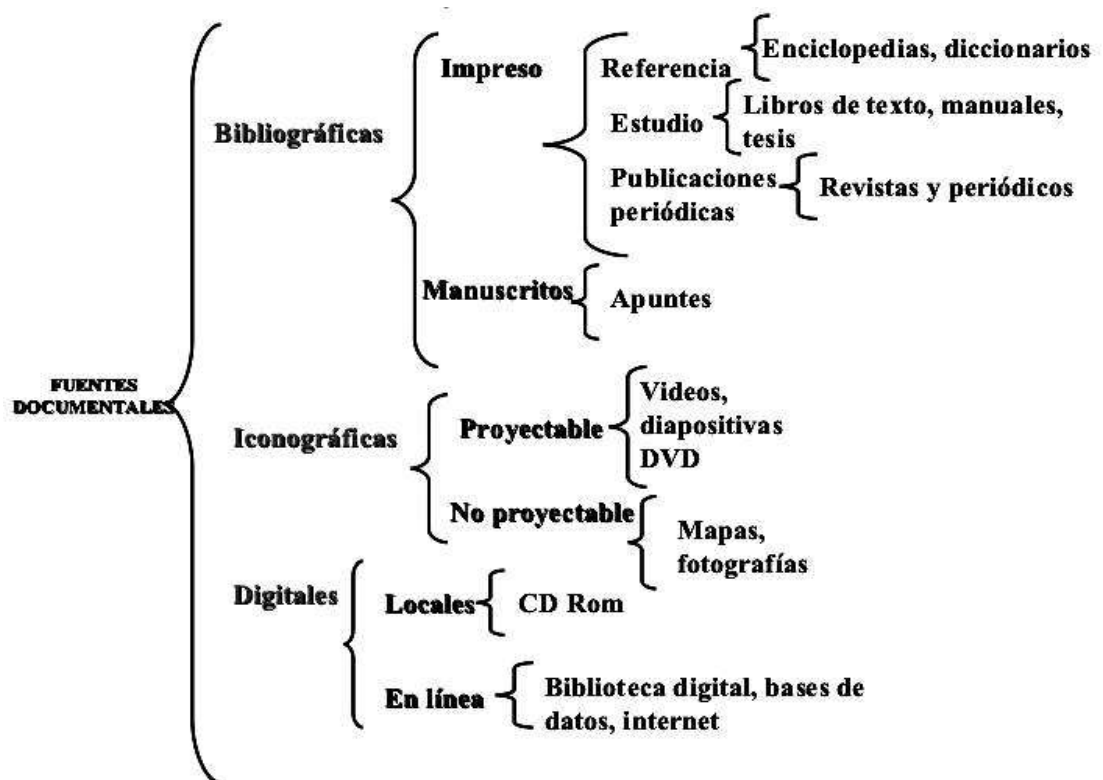 FUENTES
DOCUMENTALES
Bibliográficas
Impreso
Referencia
Enciclopedias, diccionarios
Estudio
Libros de texto, manuales,
tesis
Publicaciones
periódicas
Revistas y periódicos
Manuscritos
Apuntes
Iconográficas
Proyectable
Videos,
diapositivas
DVD
No proyectable
Mapas,
fotografías
Digitales
Locales
CD Rom
En línea
Biblioteca digital, bases de
datos, internet